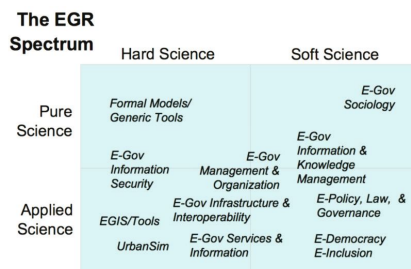 The EGR
Spectrum
Hard Science
Soft Science
Pure
Science
Formal Models/
Generic Tools
E-Gov
Sociology
E-Gov
Information
Security
E-Gov
Management &
Organization
E-Gov
Information &
Knowledge
Management
Applied
Science
EGIS/Tools
E-Gov Infrastructure &
Interoperability
E-Policy, Law, &
Governance
UrbanSim
E-Gov Services &
Information
E-Democracy
E-Inclusion